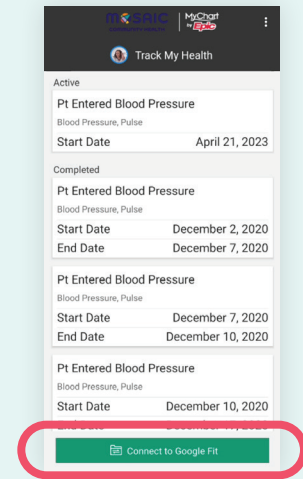 MOSAIC
MyChart
by Epic
Track My Health
Active
Pt Entered Blood Pressure
Blood Pressure, Pulse
Start Date April 21, 2023
Completed
Pt Entered Blood Pressure
Blood Pressure, Pulse
Start Date December 2, 2020
End Date December 7, 2020
Pt Entered Blood Pressure
Blood Pressure, Pulse
Start Date December 7, 2020
End Date December 10, 2020
Pt Entered Blood Pressure
Blood Pressure, Pulse
Start Date December 10, 2020
Connect to Google Fit